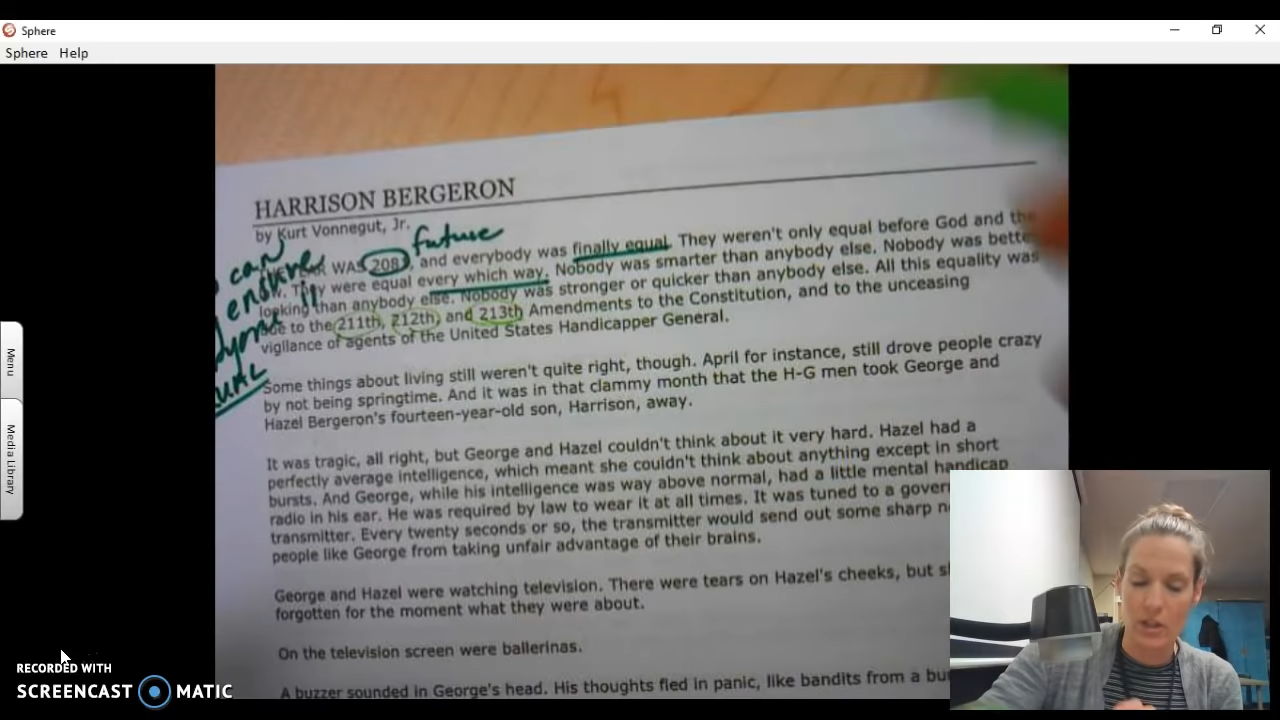 Sphere
Sphere Help
HARRISON BERGERON
by Kurt Vonnegut, Jr.
future
can
ensure
WAS 208, and everybody was finally equal. They weren't only equal before God and the
They were equal every which way. Nobody was smarter than anybody else. Nobody was better
looking than anybody else. Nobody was stronger or quicker than anybody else. All this equality was
due to the 211th, 212th, and 213th Amendments to the Constitution, and to the unceasing
vigilance of agents of the United States Handicapper General.
Some things about living still weren't quite right, though. April for instance, still drove people crazy
by not being springtime. And it was in that clammy month that the H-G men took George and
Hazel Bergeron's fourteen-year-old son, Harrison, away.
It was tragic, all right, but George and Hazel couldn't think about it very hard. Hazel had a
perfectly average intelligence, which meant she couldn't think about anything except in short
bursts. And George, while his intelligence was way above normal, had a little mental handicap
radio in his ear. He was required by law to wear it at all times. It was tuned to a
transmitter. Every twenty seconds or so, the transmitter would send out some sharp
people like George from taking unfair advantage of their brains.
George and Hazel were watching television. There were tears on Hazel's cheeks, but
forgotten for the moment what they were about.
On the television screen were ballerinas.
A buzzer sounded in George's head. His thoughts fled in panic, like bandits from a
Menu
Media Library
RECORDED WITH
SCREENCAST MATIC